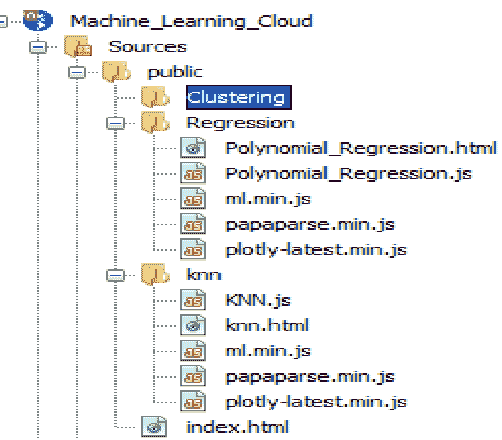 Machine_Learning_Cloud
Sources
public
Clustering
Regression
Polynomial_Regression.html
Polynomial_Regression.js
ml.min.js
papaparse.min.js
plotly-latest.min.js
knn
KNN.js
knn.html
ml.min.js
papaparse.min.js
plotly-latest.min.js
index.html